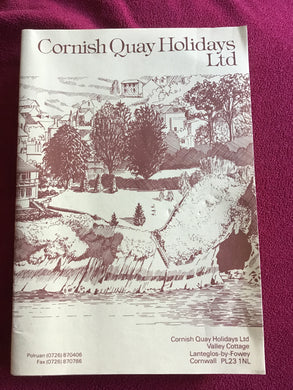 Cornish Quay Holidays
Ltd
Cornish Quay Holidays Ltd
Valley Cottage
Lanteglos-by-Fowey
Cornwall PL23 1NL
Polruan (0726) 870406
Fax (0726) 870786